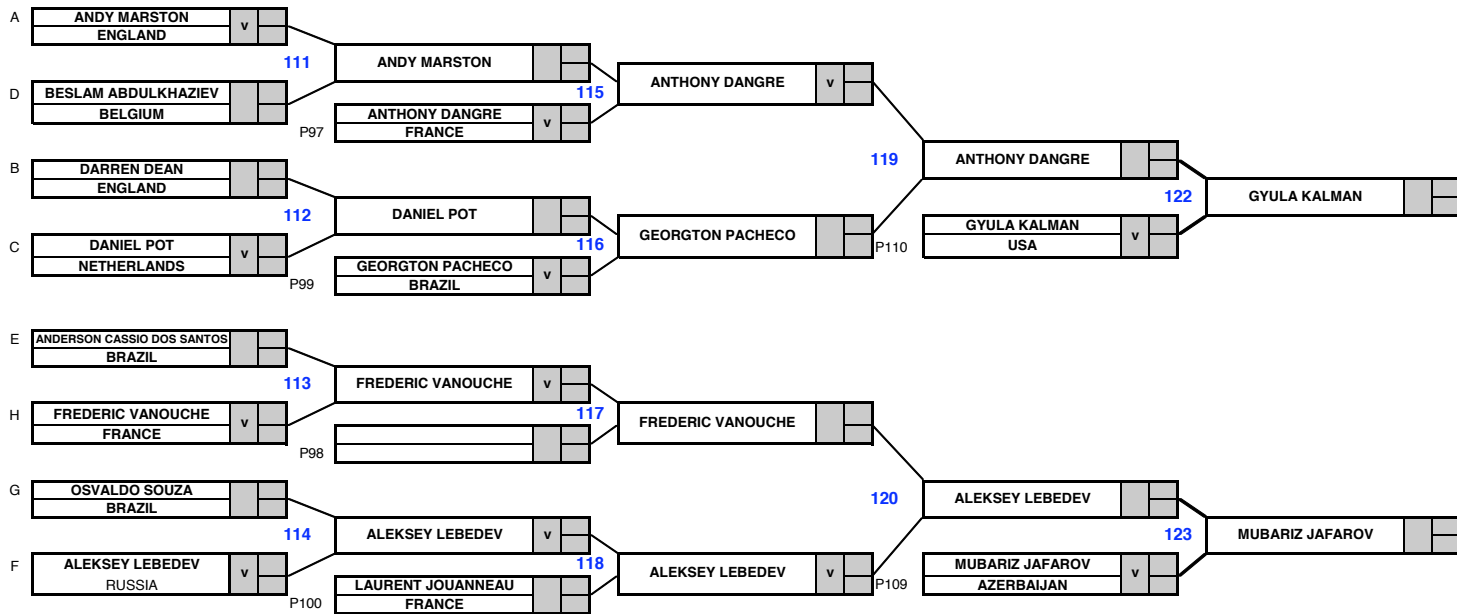 A
ANDY MARSTON
v
ENGLAND
111
ANDY MARSTON
D
BESLAM ABDULKHAZIEV
BELGIUM
115
ANTHONY DANGRE
v
P97
ANTHONY DANGRE
v
FRANCE
B
DARREN DEAN
ENGLAND
119
ANTHONY DANGRE
112
DANIEL POT
122
GYULA KALMAN
C
DANIEL POT
v
NETHERLANDS
116
GEORGTON PACHECO
P110
GYULA KALMAN
v
USA
P99
GEORGTON PACHECO
v
BRAZIL
E
ANDERSON CASSIO DOS SANTOS
BRAZIL
113
FREDERIC VANOUCHE
v
H
FREDERIC VANOUCHE
v
FRANCE
117
FREDERIC VANOUCHE
P98
G
OSVALDO SOUZA
BRAZIL
120
ALEKSEY LEBEDEV
114
ALEKSEY LEBEDEV
v
123
MUBARIZ JAFAROV
F
ALEKSEY LEBEDEV
v
RUSSIA
118
ALEKSEY LEBEDEV
v
P109
MUBARIZ JAFAROV
v
AZERBAIJAN
P100
LAURENT JOUANNEAU
FRANCE